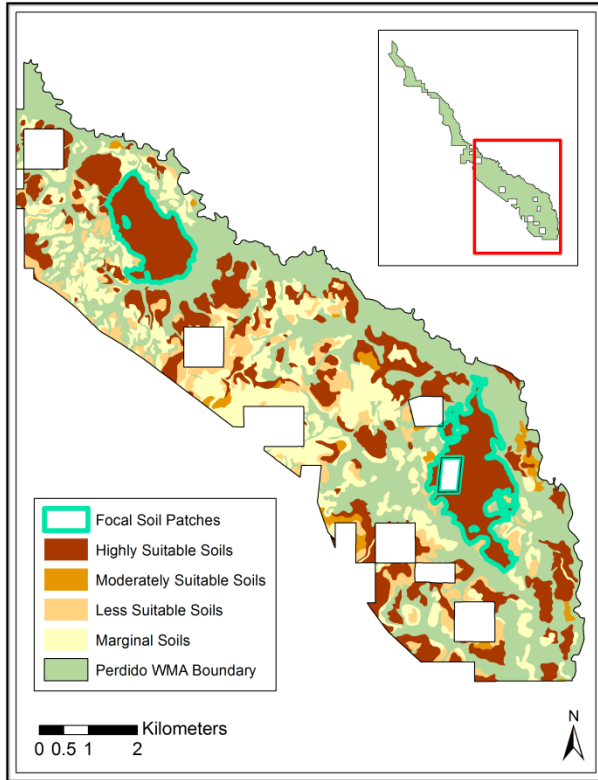 Focal Soil Patches
Highly Suitable Soils
Moderately Suitable Soils
Less Suitable Soils
Marginal Soils
Perdido WMA Boundary
Kilometers
0 0.5 1 2
N